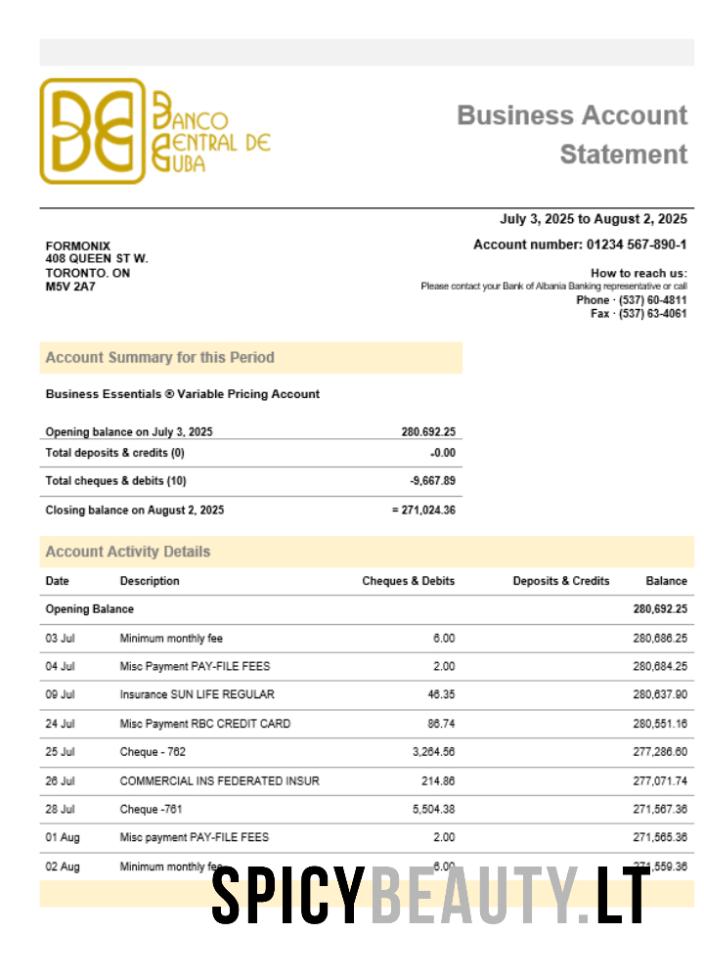 BANCO
CENTRAL DE
CUBA
Business Account
Statement
July 3, 2025 to August 2, 2025
Account number: 01234 567-890-1
FORMONIX
408 QUEEN ST W.
TORONTO. ON
M5V 2A7
How to reach us:
Please contact your Bank of Albania Banking representative or call
Phone · (537) 60-4811
Fax · (537) 63-4061
Account Summary for this Period
Business Essentials ® Variable Pricing Account
Opening balance on July 3, 2025 280.692.25
Total deposits & credits (0) -0.00
Total cheques & debits (10) -9,667.89
Closing balance on August 2, 2025 = 271,024.36
Account Activity Details
Date Description Cheques & Debits Deposits & Credits Balance
Opening Balance 280,692.25
03 Jul Minimum monthly fee 6.00 280,686.25
04 Jul Misc Payment PAY-FILE FEES 2.00 280,684.25
09 Jul Insurance SUN LIFE REGULAR 46.35 280,637.90
24 Jul Misc Payment RBC CREDIT CARD 86.74 280,551.16
25 Jul Cheque - 762 3,264.56 277,286.60
26 Jul COMMERCIAL INS FEDERATED INSUR 214.86 277,071.74
28 Jul Cheque -761 5,504.38 271,567.36
01 Aug Misc payment PAY-FILE FEES 2.00 271,565.36
02 Aug Minimum monthly fee 6.00 271,559.36
SPICYBEAUTY.LT